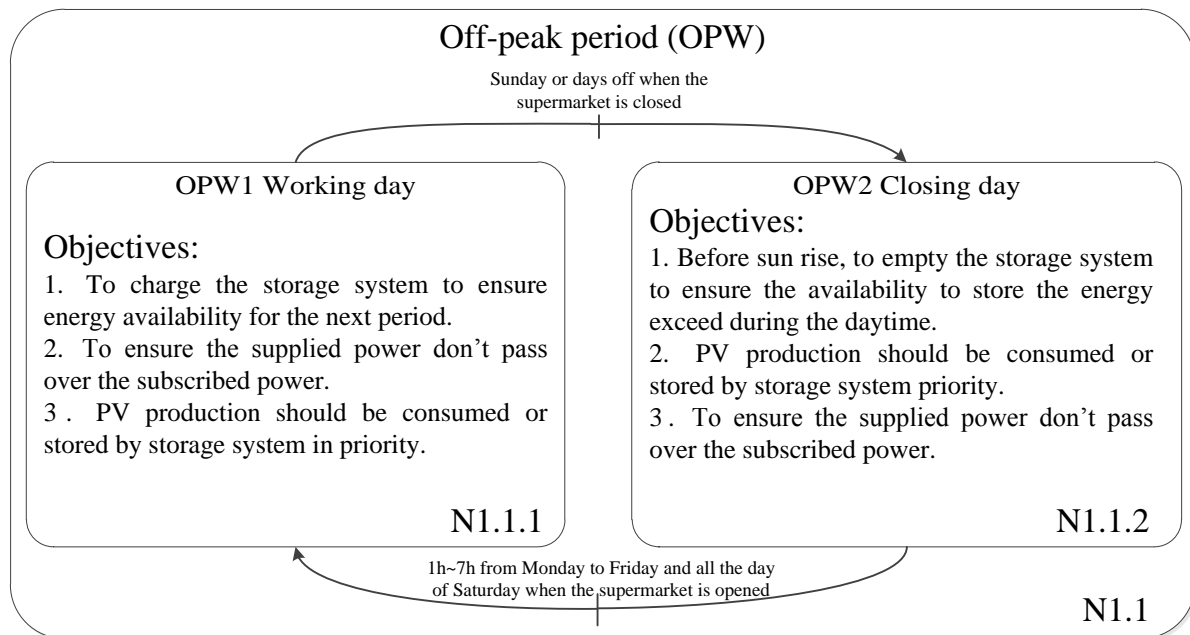 Off-peak period (OPW)
Sunday or days off when the
supermarket is closed
OPW1 Working day
Objectives:
1. To charge the storage system to ensure
energy availability for the next period.
2. To ensure the supplied power don't pass
over the subscribed power.
3 . PV production should be consumed or
stored by storage system in priority.
N1.1.1
OPW2 Closing day
Objectives:
1. Before sun rise, to empty the storage system
to ensure the availability to store the energy
exceed during the daytime.
2. PV production should be consumed or
stored by storage system priority.
3 . To ensure the supplied power don't pass
over the subscribed power.
N1.1.2
1h~7h from Monday to Friday and all the day
of Saturday when the supermarket is opened
N1.1